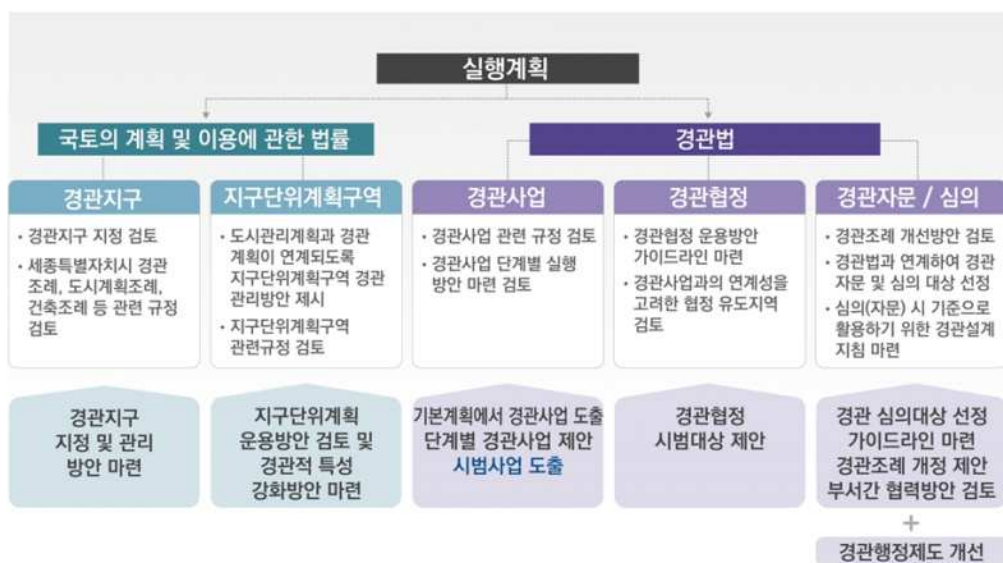 실행계획
국토의 계획 및 이용에 관한 법률
경관법
경관지구
• 경관지구 지정 검토
• 세종특별자치시 경관
조례, 도시계획조례,
건축조례 등 관련 규정
검토
경관지구
지정 및 관리
방안 마련
지구단위계획구역
• 도시관리계획과 경관
계획이 연계되도록
지구단위계획구역 경관
관리방안 제시
• 지구단위계획구역
관련규정 검토
지구단위계획
운용방안 검토 및
경관적 특성
강화방안 마련
경관사업
• 경관사업 관련 규정 검토
• 경관사업 단계별 실행
방안 마련 검토
기본계획에서 경관사업 도출
단계별 경관사업 제안
시범사업 도출
경관협정
• 경관협정 운용방안
가이드라인 마련
• 경관사업과의 연계성을
고려한 협정 유도지역
검토
경관협정
시범대상 제안
경관자문 / 심의
• 경관조례 개선방안 검토
• 경관법과 연계하여 경관
자문 및 심의 대상 선정
• 심의(자문) 시 기준으로
활용하기 위한 경관설계
지침 마련
경관 심의대상 선정
가이드라인 마련
경관조례 개정 제안
부서간 협력방안 검토
+
경관행정제도 개선